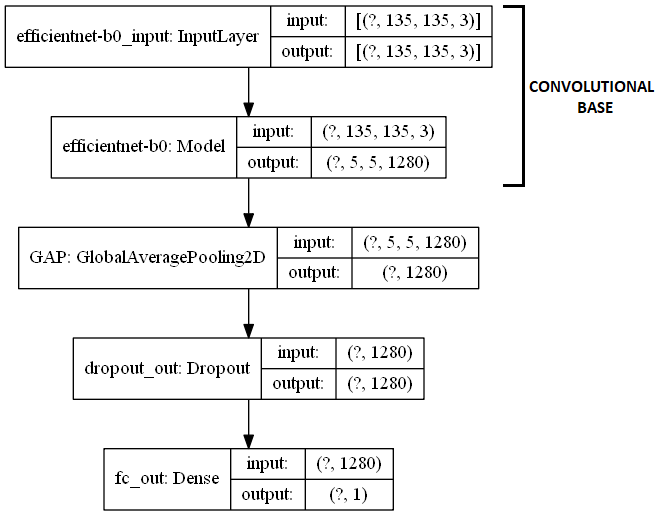 efficientnet-b0_input: InputLayer
input:
[(?, 135, 135, 3)]
output:
[(?, 135, 135, 3)]
CONVOLUTIONAL
BASE
efficientnet-b0: Model
input:
(?, 135, 135, 3)
output:
(?, 5, 5, 1280)
GAP: GlobalAveragePooling2D
input:
(?, 5, 5, 1280)
output:
(?, 1280)
dropout_out: Dropout
input:
(?, 1280)
output:
(?, 1280)
fc_out: Dense
input:
(?, 1280)
output:
(?, 1)